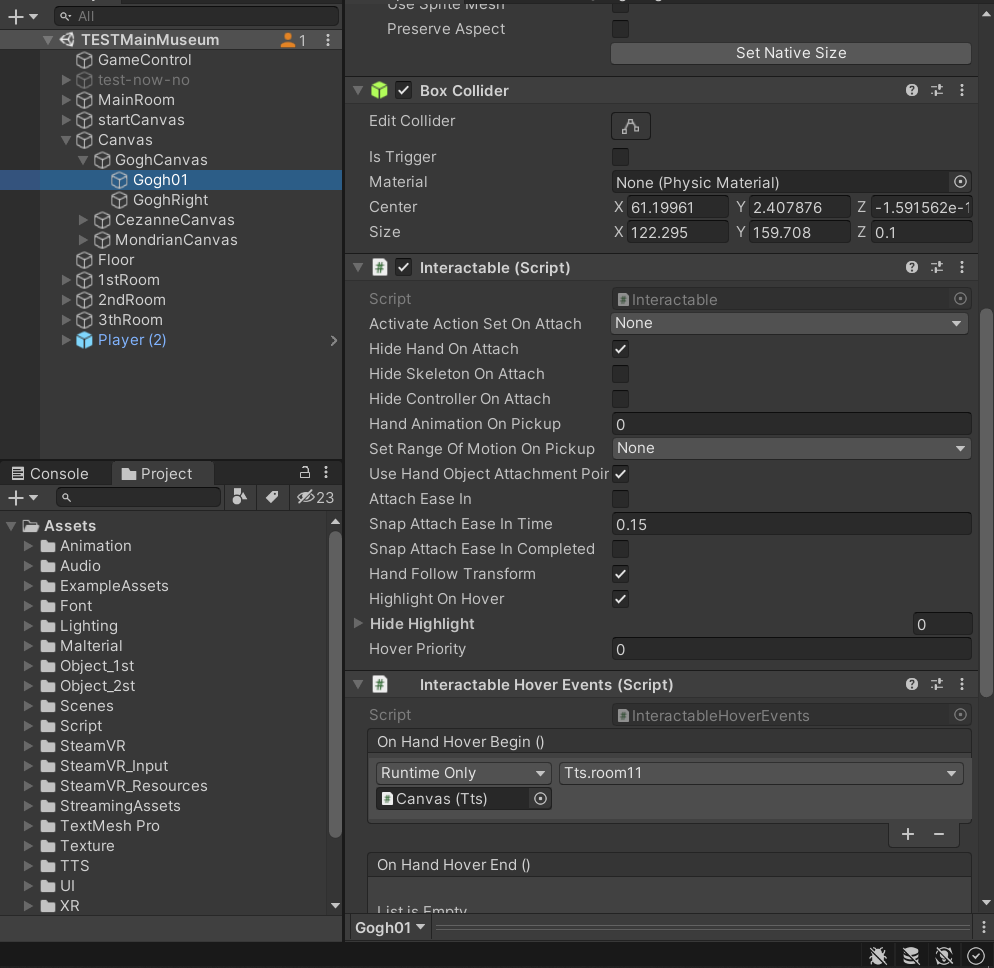 All
TESTMainMuseum 1
GameControl
test-now-no
MainRoom
startCanvas
Canvas
GoghCanvas
Gogh01
GoghRight
CezanneCanvas
MondrianCanvas
Floor
1stRoom
2ndRoom
3thRoom
Player (2)
Console Project
23
Assets
Animation
Audio
ExampleAssets
Font
Lighting
Malterial
Object_1st
Object_2st
Scenes
Script
SteamVR
SteamVR_Input
SteamVR_Resources
StreamingAssets
TextMesh Pro
Texture
TTS
UI
XR
Use Sprite Mesh
Preserve Aspect
Set Native Size
Box Collider
Edit Collider
Is Trigger
Material None (Physic Material)
Center X 61.19961 Y 2.407876 Z -1.591562e-1
Size X 122.295 Y 159.708 Z 0.1
# Interactable (Script)
Script # Interactable
Activate Action Set On Attach None
Hide Hand On Attach
Hide Skeleton On Attach
Hide Controller On Attach
Hand Animation On Pickup 0
Set Range Of Motion On Pickup None
Use Hand Object Attachment Poin
Attach Ease In
Snap Attach Ease In Time 0.15
Snap Attach Ease In Completed
Hand Follow Transform
Highlight On Hover
Hide Highlight 0
Hover Priority 0
# Interactable Hover Events (Script)
Script # InteractableHoverEvents
On Hand Hover Begin ()
Runtime Only Tts.room11
# Canvas (Tts)
+ −
On Hand Hover End ()
List is Empty
Gogh01